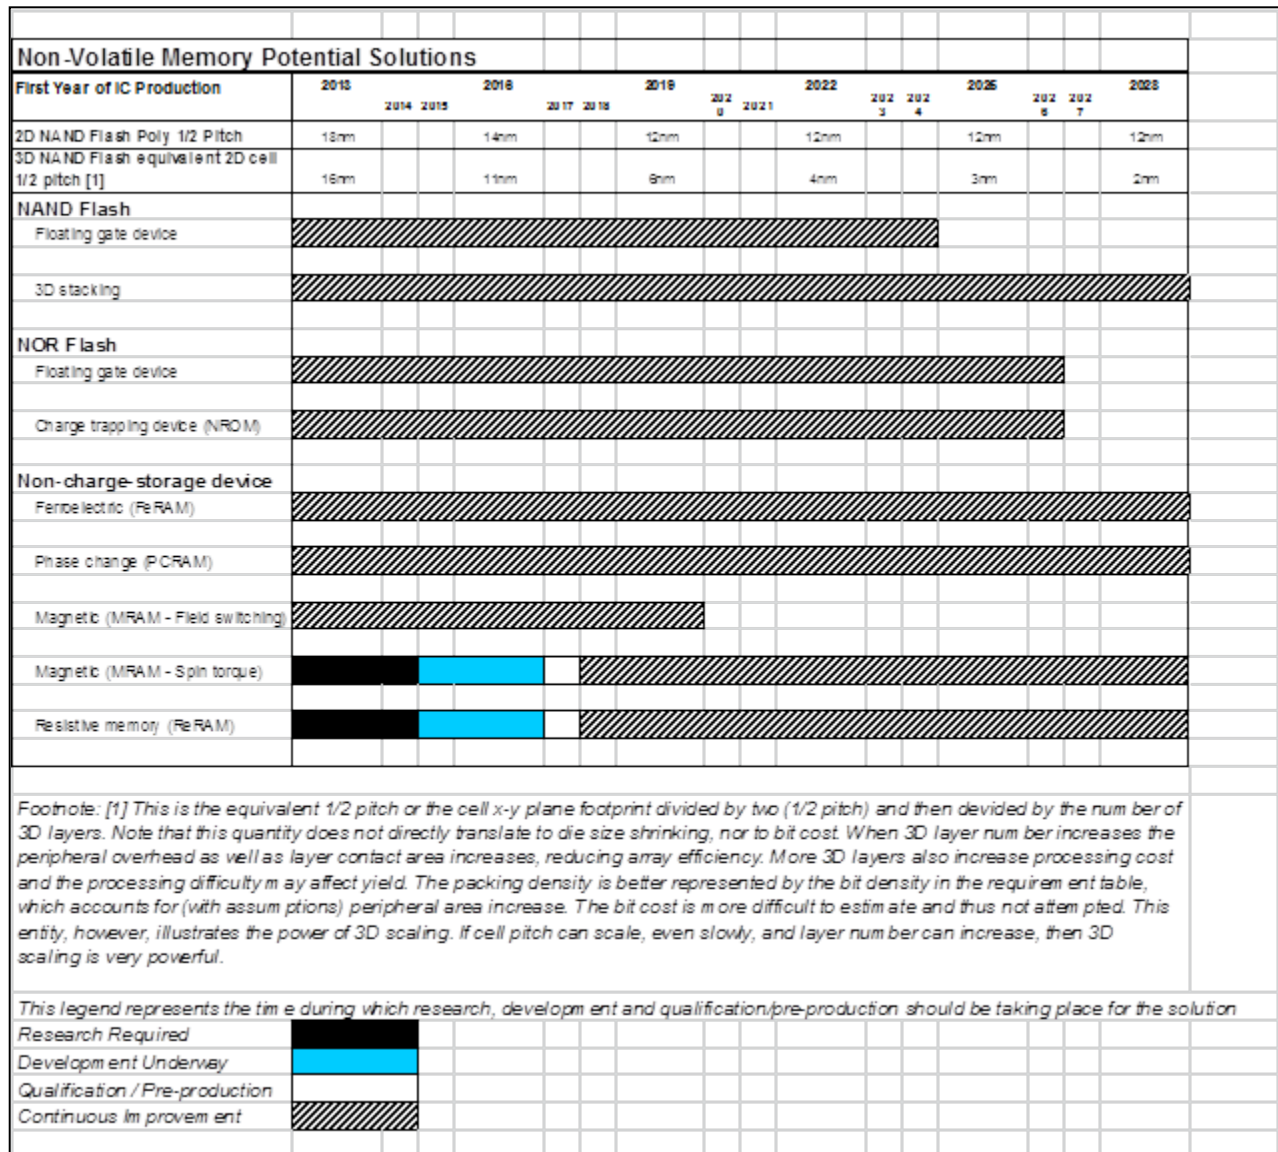 Non-Volatile Memory Potential Solutions
First Year of IC Production 2013 2014 2015 2016 2017 2018 2019 2020 2021 2022 2023 2024 2025 2026 2027 2028
2D NAND Flash Poly 1/2 Pitch 18nm 14nm 12nm 12nm 12nm 12nm
3D NAND Flash equivalent 2D cell
1/2 pitch [1] 16nm 11nm 6nm 4nm 3nm 2nm
NAND Flash
Floating gate device
3D stacking
NOR Flash
Floating gate device
Charge trapping device (NROM)
Non-charge-storage device
Ferroelectric (FeRAM)
Phase change (PCRAM)
Magnetic (MRAM - Field switching)
Magnetic (MRAM - Spin torque)
Resistive memory (ReRAM)
Footnote: [1] This is the equivalent 1/2 pitch or the cell x-y plane footprint divided by two (1/2 pitch) and then devided by the number of
3D layers. Note that this quantity does not directly translate to die size shrinking, nor to bit cost. When 3D layer number increases the
peripheral overhead as well as layer contact area increases, reducing array efficiency. More 3D layers also increase processing cost
and the processing difficulty may affect yield. The packing density is better represented by the bit density in the requirement table,
which accounts for (with assumptions) peripheral area increase. The bit cost is more difficult to estimate and thus not attempted. This
entity, however, illustrates the power of 3D scaling. If cell pitch can scale, even slowly, and layer number can increase, then 3D
scaling is very powerful.
This legend represents the time during which research, development and qualification/pre-production should be taking place for the solution
Research Required
Development Underway
Qualification / Pre-production
Continuous Improvement